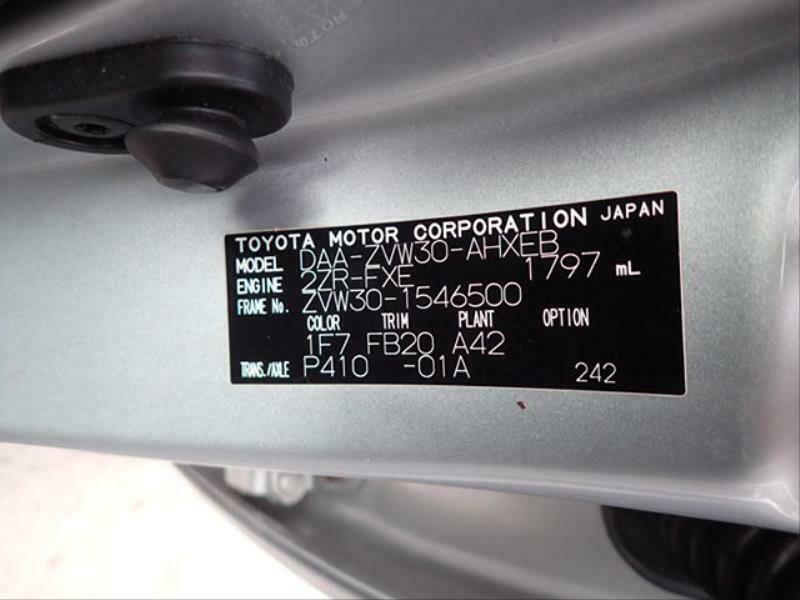 TOYOTA MOTOR CORPORATION JAPAN
MODEL DAA-ZVW30-AHXEB
ENGINE 2ZR-FXE 1797 mL
FRAME No. ZVW30-1546500
COLOR TRIM PLANT OPTION
1F7 FB20 A42
TRANS./AXLE P410 -01A 242